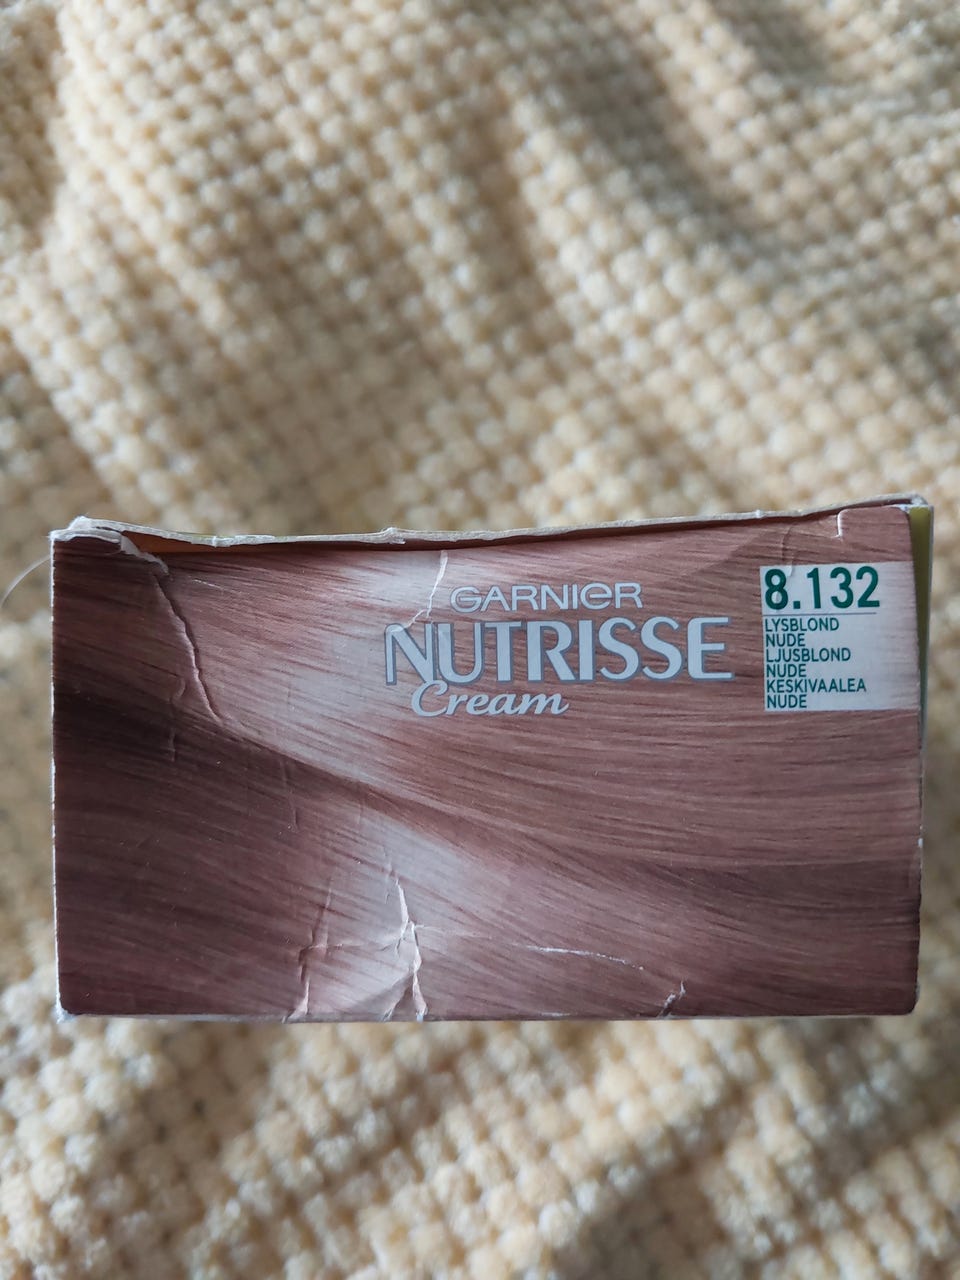 GARNIER
NUTRISSE
Cream
8.132
LYSBLOND
NUDE
LJUSBLOND
NUDE
KESKIVAALEA
NUDE